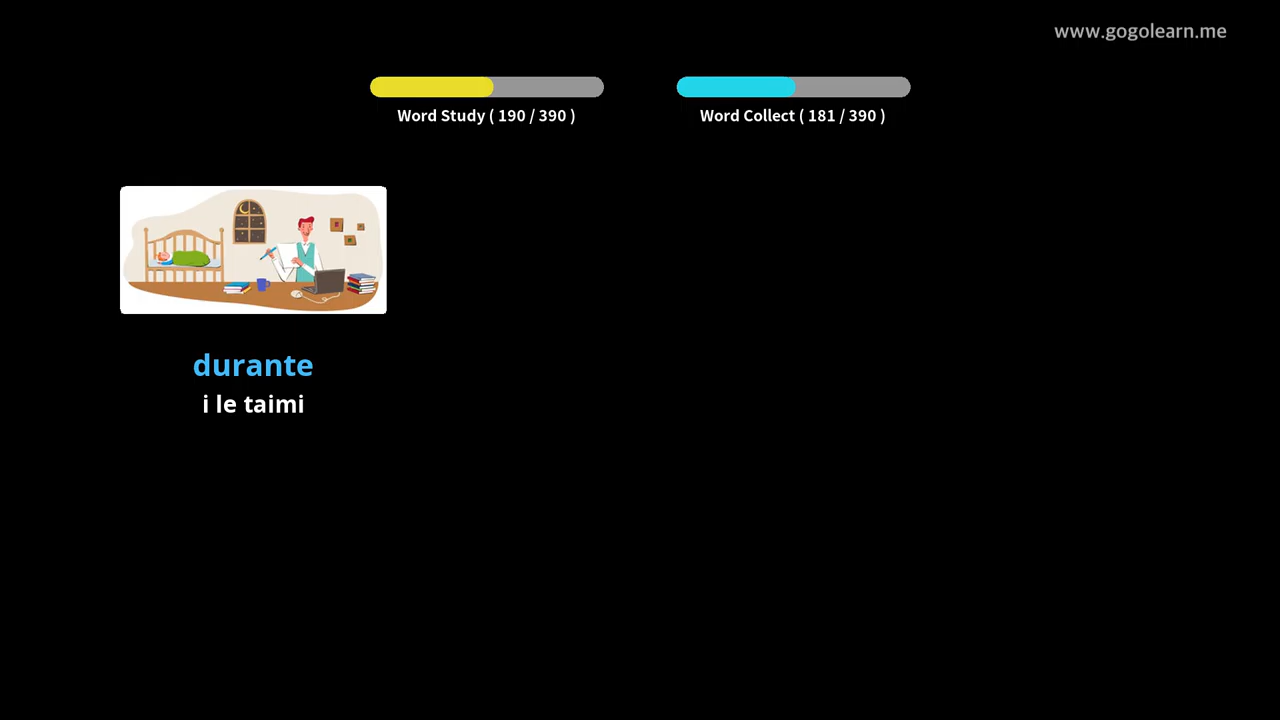 www.gogolearn.me
Word Study ( 190 / 390 )
Word Collect ( 181 / 390 )
durante
i le taimi